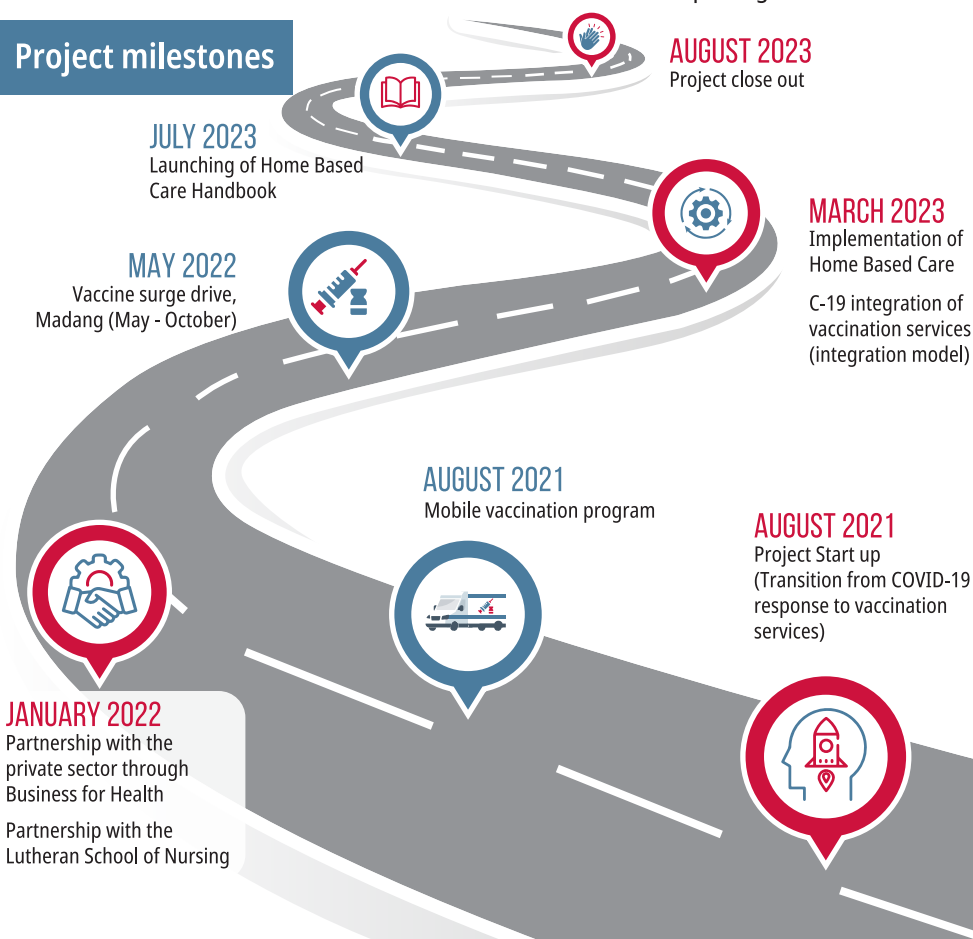 Project milestones
AUGUST 2023
Project close out
JULY 2023
Launching of Home Based
Care Handbook
MARCH 2023
Implementation of
Home Based Care
C-19 integration of
vaccination services
(integration model)
MAY 2022
Vaccine surge drive,
Madang (May - October)
AUGUST 2021
Mobile vaccination program
AUGUST 2021
Project Start up
(Transition from COVID-19
response to vaccination
services)
JANUARY 2022
Partnership with the
private sector through
Business for Health
Partnership with the
Lutheran School of Nursing